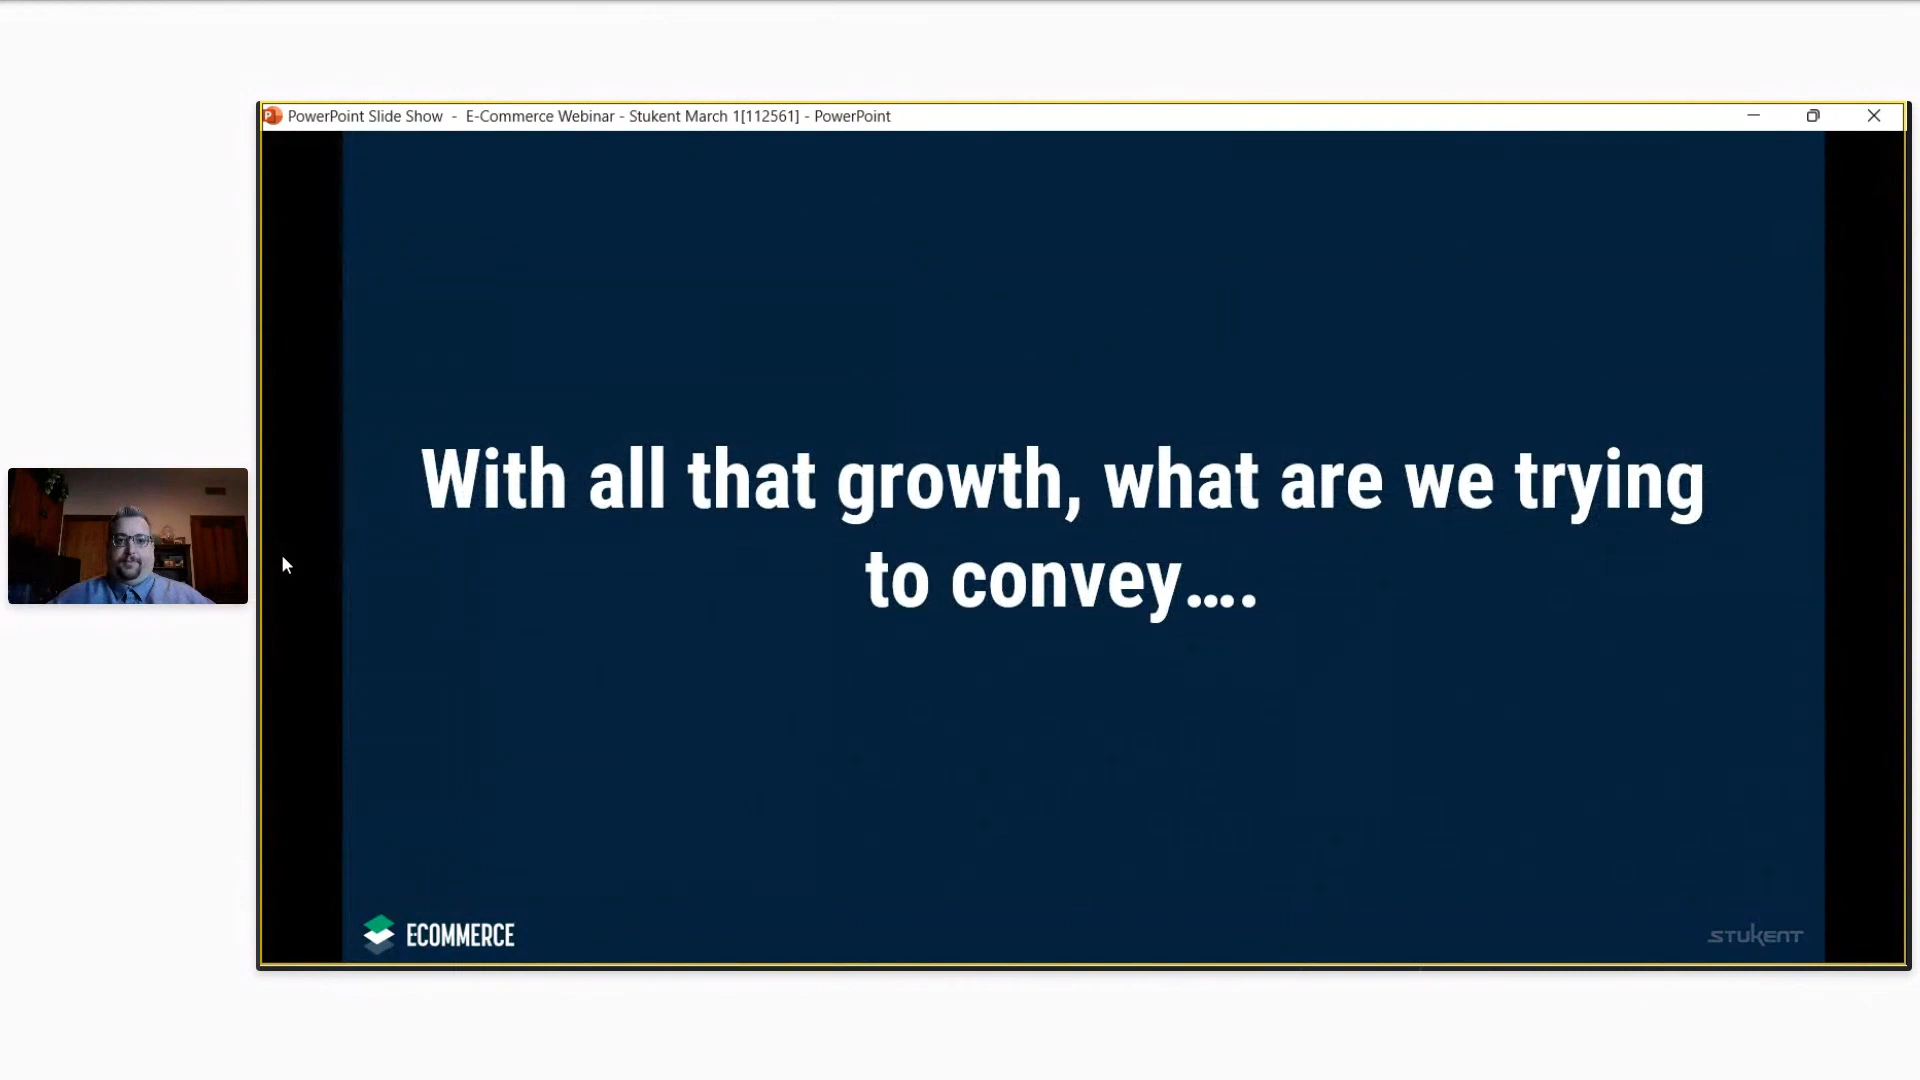 PowerPoint Slide Show - E-Commerce Webinar - Stukent March 1[112561] - PowerPoint
With all that growth, what are we trying
to convey....
ECOMMERCE
STUKENT